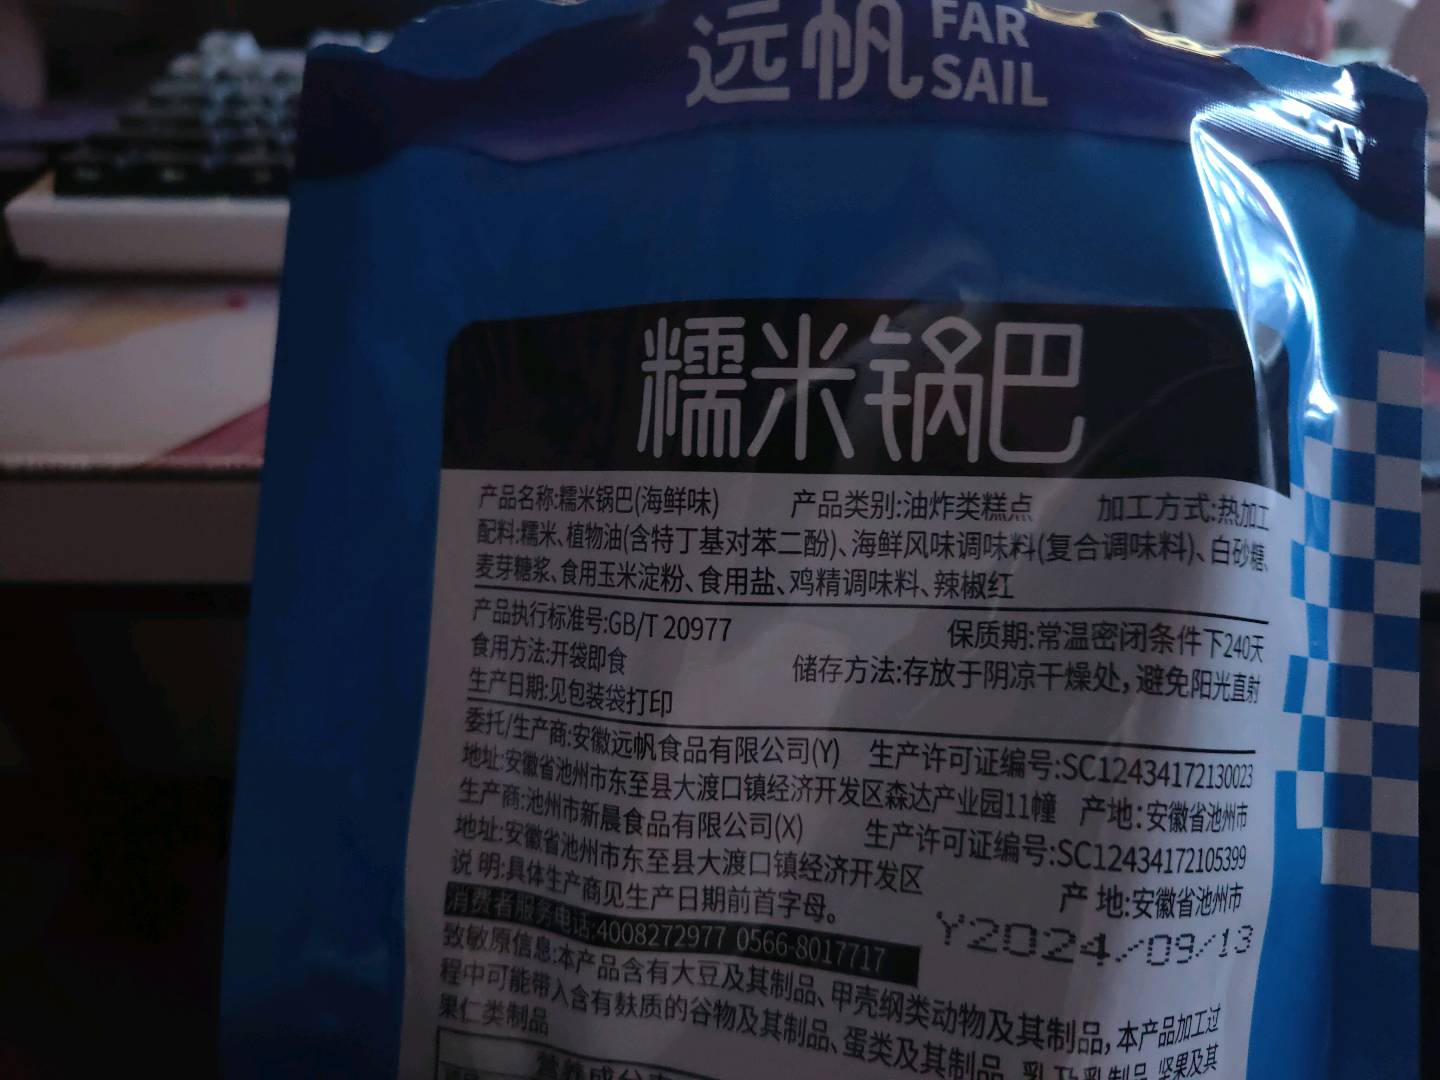 远帆 FAR
SAIL
糯米锅巴
产品名称:糯米锅巴(海鲜味) 产品类别:油炸类糕点 加工方式:热加工
配料:糯米、植物油(含特丁基对苯二酚)、海鲜风味调味料(复合调味料)、白砂糖、
麦芽糖浆、食用玉米淀粉、食用盐、鸡精调味料、辣椒红
产品执行标准号:GB/T 20977 保质期:常温密闭条件下240天
食用方法:开袋即食 储存方法:存放于阴凉干燥处,避免阳光直射
生产日期:见包装袋打印
委托/生产商:安徽远帆食品有限公司(Y) 生产许可证编号:SC12434172130023
地址:安徽省池州市东至县大渡口镇经济开发区森达产业园11幢 产地:安徽省池州市
生产商:池州市新晨食品有限公司(X) 生产许可证编号:SC12434172105399
地址:安徽省池州市东至县大渡口镇经济开发区 产 地:安徽省池州市
说 明:具体生产商见生产日期前首字母。
Y2024/09/13
消费者服务电话:4008272977 0566-8017717
致敏原信息:本产品含有大豆及其制品、甲壳纲类动物及其制品,本产品加工过
程中可能带入含有麸质的谷物及其制品、蛋类及其制品、乳及乳制品、坚果及其
果仁类制品
营养成分表